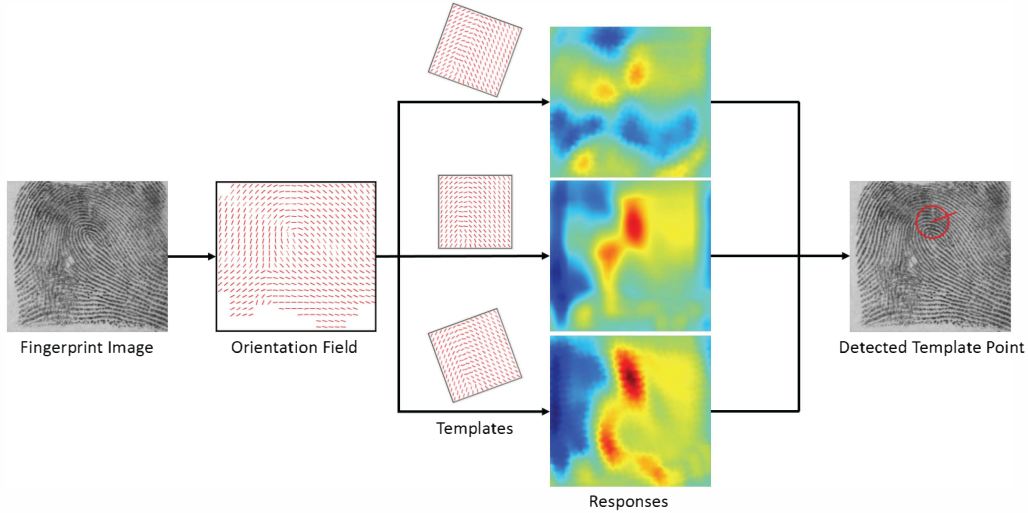 Fingerprint Image
Orientation Field
Templates
Responses
Detected Template Point